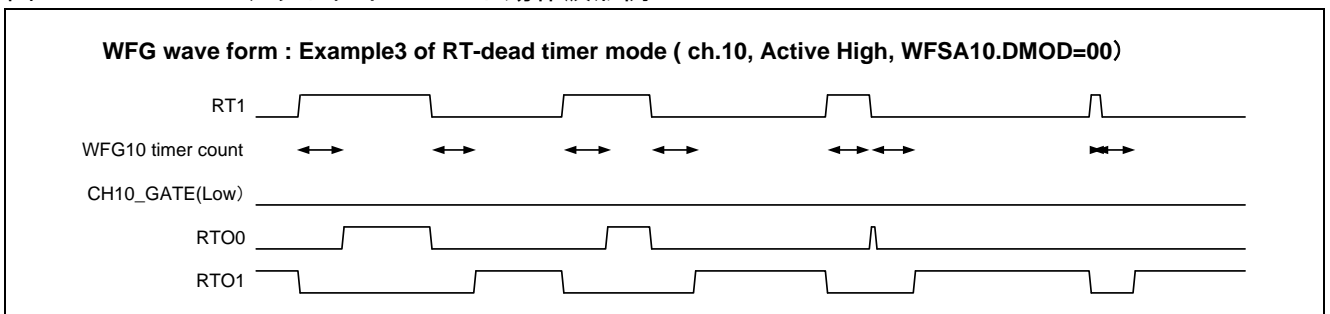 WFG wave form : Example3 of RT-dead timer mode ( ch.10, Active High, WFSA10.DMOD=00）
RT1
WFG10 timer count
CH10_GATE(Low）
RTO0
RTO1